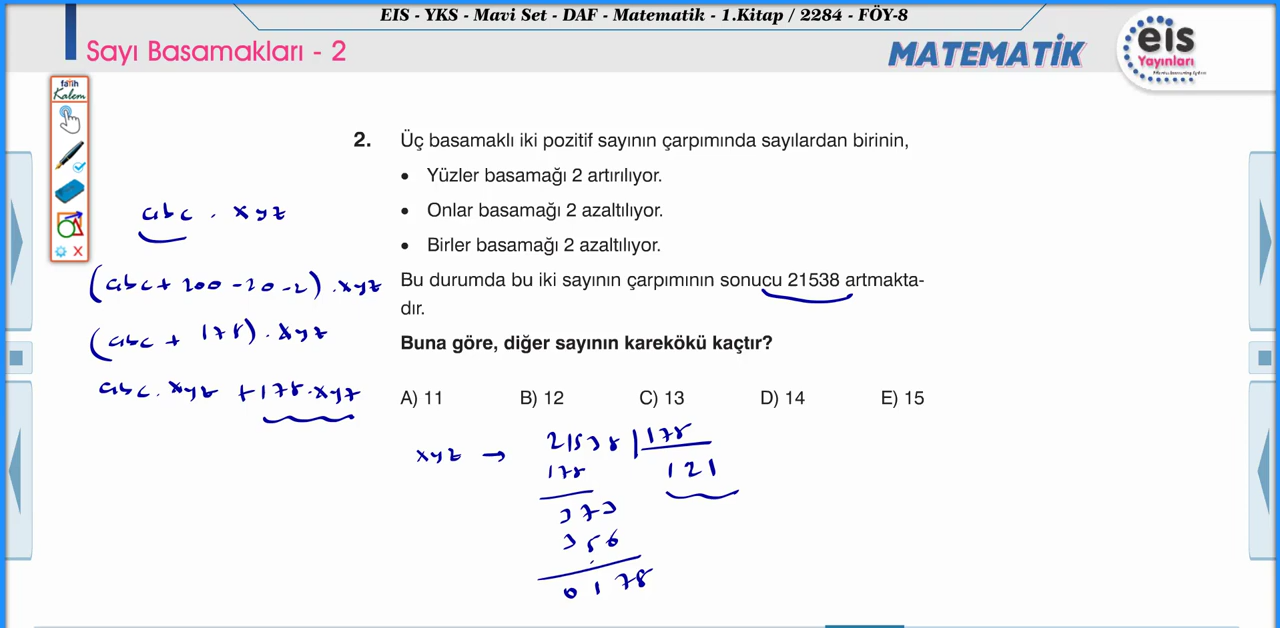 EIS - YKS - Mavi Set - DAF - Matematik - 1.Kitap / 2284 - FÖY-8
Sayı Basamakları - 2
MATEMATİK
eis
Yayınları
fatih
Kalem
X
2. Üç basamaklı iki pozitif sayının çarpımında sayılardan birinin,
• Yüzler basamağı 2 artırılıyor.
• Onlar basamağı 2 azaltılıyor.
• Birler basamağı 2 azaltılıyor.
Bu durumda bu iki sayının çarpımının sonucu 21538 artmakta-
dır.
Buna göre, diğer sayının karekökü kaçtır?
A) 11 B) 12 C) 13 D) 14 E) 15
abc . xyz
(abc + 200 - 20 - 2) . xyz
(abc + 178) . xyz
abc . xyz + 178 . xyz
xyz → 21538 | 178
178 121
373
356
0178